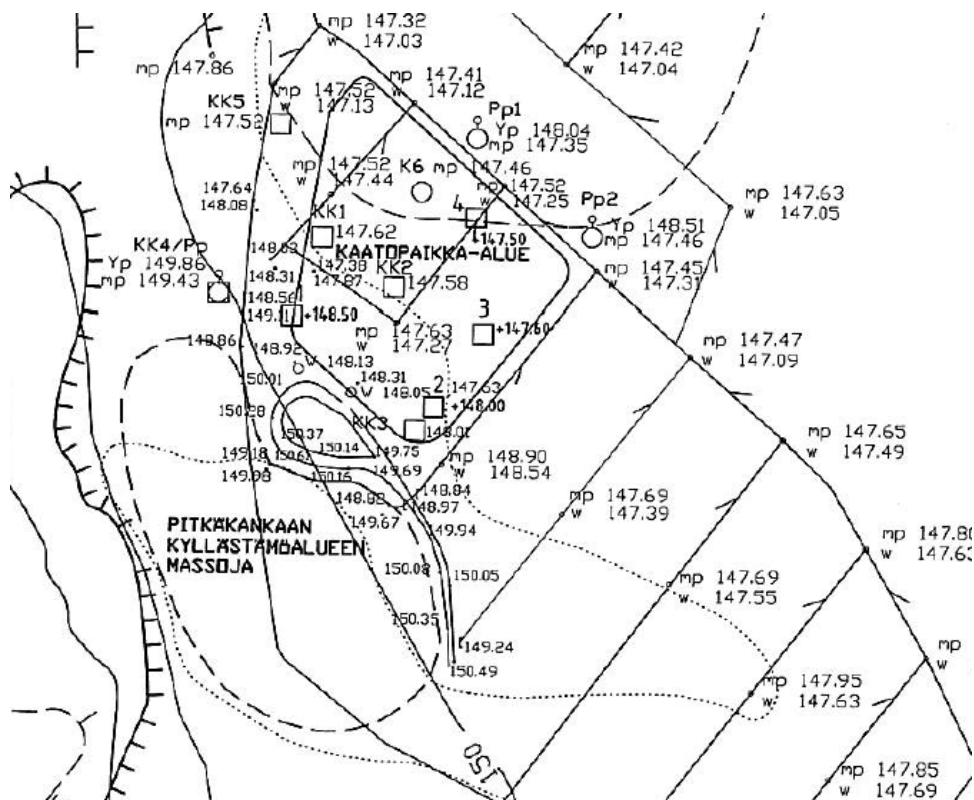 mp 147.32
w 147.03
mp 147.86
mp 147.42
w 147.04
mp 147.52
w 147.13
mp 147.41
w 147.12
KK5
mp 147.52
Pp1
Yp 148.04
mp 147.35
mp 147.52
w 147.44
K6 mp 147.46
147.52
w 147.25
147.64
148.08
mp 147.63
w 147.05
Pp2
Yp 148.51
mp 147.46
4
+147.50
KK1
147.62
KAATOPAIKKA-ALUE
KK4/Pp
Yp 149.86
mp 149.43
148.03
148.31
147.38
147.87
KK2
147.58
mp 147.45
w 147.31
148.56
149.11
+148.50
3
+147.60
mp 147.63
w 147.27
149.86
148.92
w 148.13
mp 147.47
w 147.09
150.01
148.31
w 148.05
2
147.63
+148.00
150.28
KK3
148.01
150.37
150.14
149.75
149.18
150.62
149.69
149.98
150.16
mp 148.90
w 148.54
mp 147.65
w 147.49
148.88
148.84
148.97
149.67
149.94
mp 147.69
w 147.39
PITKÄKANKAAN
KYLLÄSTÄMÖALUEEN
MASSOJA
150.08
150.05
mp 147.80
w 147.63
mp 147.69
w 147.55
150.35
149.24
150.49
mp
w
mp 147.95
w 147.63
150
mp 147.85
w 147.69